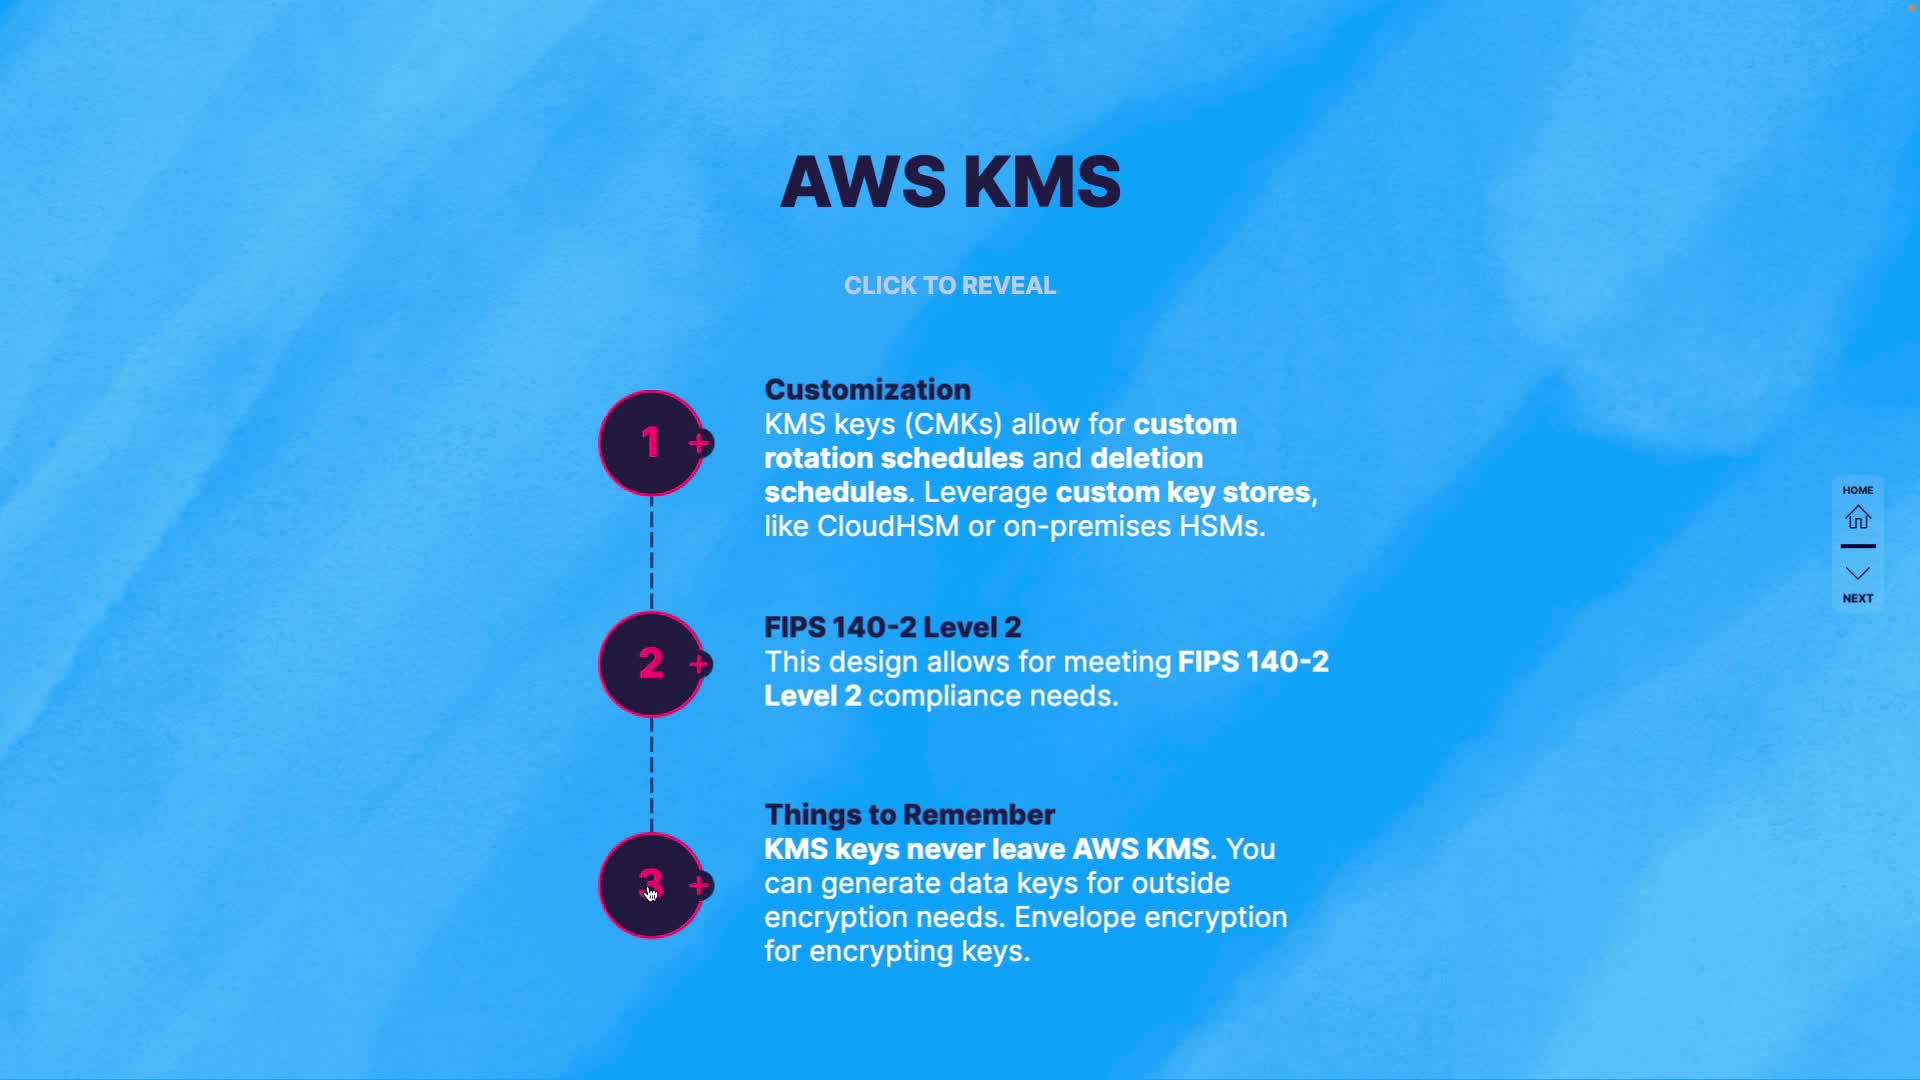 AWS KMS
CLICK TO REVEAL
1
+
Customization
KMS keys (CMKs) allow for custom
rotation schedules and deletion
schedules. Leverage custom key stores,
like CloudHSM or on-premises HSMs.
2
+
FIPS 140-2 Level 2
This design allows for meeting FIPS 140-2
Level 2 compliance needs.
3
+
Things to Remember
KMS keys never leave AWS KMS. You
can generate data keys for outside
encryption needs. Envelope encryption
for encrypting keys.
HOME
NEXT